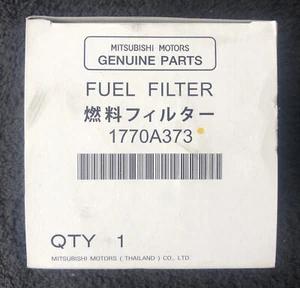 MITSUBISHI MOTORS
GENUINE PARTS
FUEL FILTER
燃料フィルター
1770A373
QTY 1
MITSUBISHI MOTORS ( THAILAND ) CO., LTD.